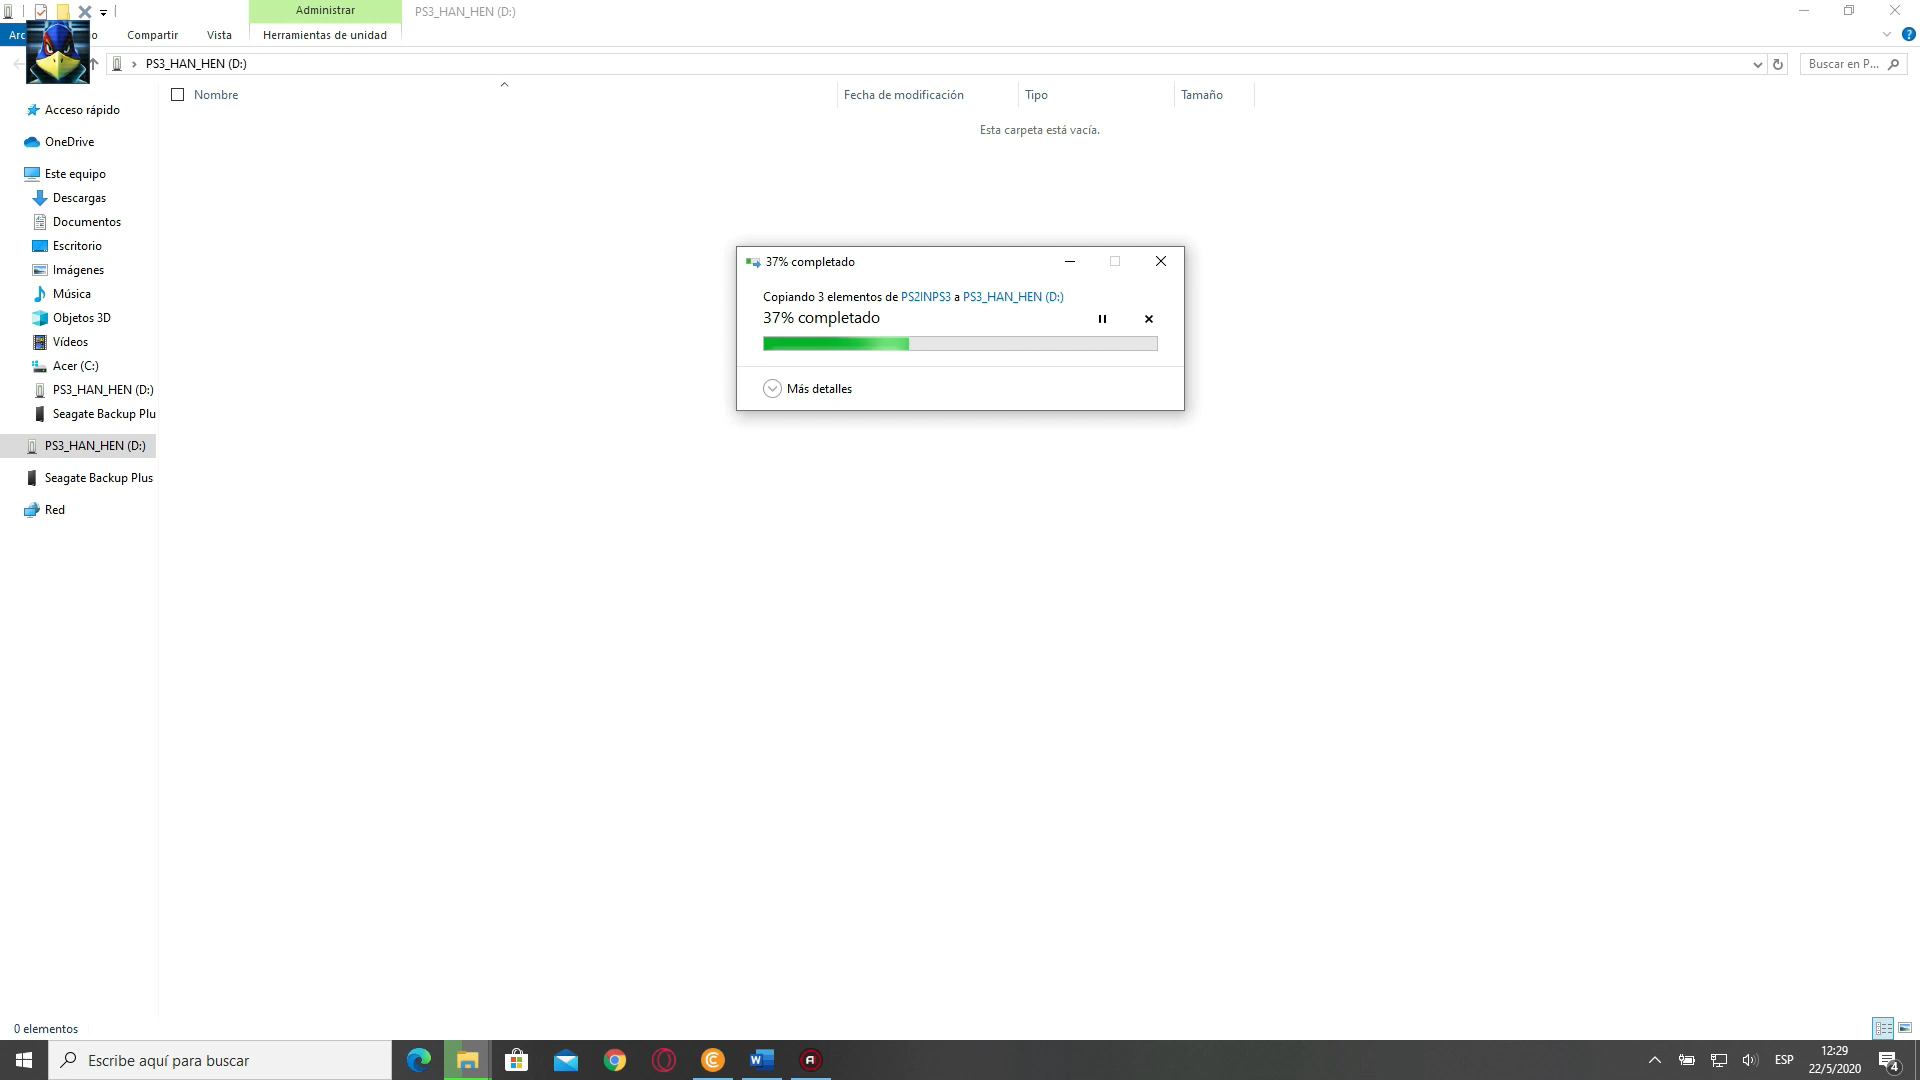 Administrar
PS3_HAN_HEN (D:)
Compartir
Vista
Herramientas de unidad
PS3_HAN_HEN (D:)
Buscar en P...
Nombre
Fecha de modificación
Tipo
Tamaño
Esta carpeta está vacía.
Acceso rápido
OneDrive
Este equipo
Descargas
Documentos
Escritorio
Imágenes
Música
Objetos 3D
Vídeos
Acer (C:)
PS3_HAN_HEN (D:)
Seagate Backup Plu
PS3_HAN_HEN (D:)
Seagate Backup Plus
Red
37% completado
Copiando 3 elementos de PS2INPS3 a PS3_HAN_HEN (D:)
37% completado
Más detalles
0 elementos
Escribe aquí para buscar
ESP
12:29
22/5/2020
4